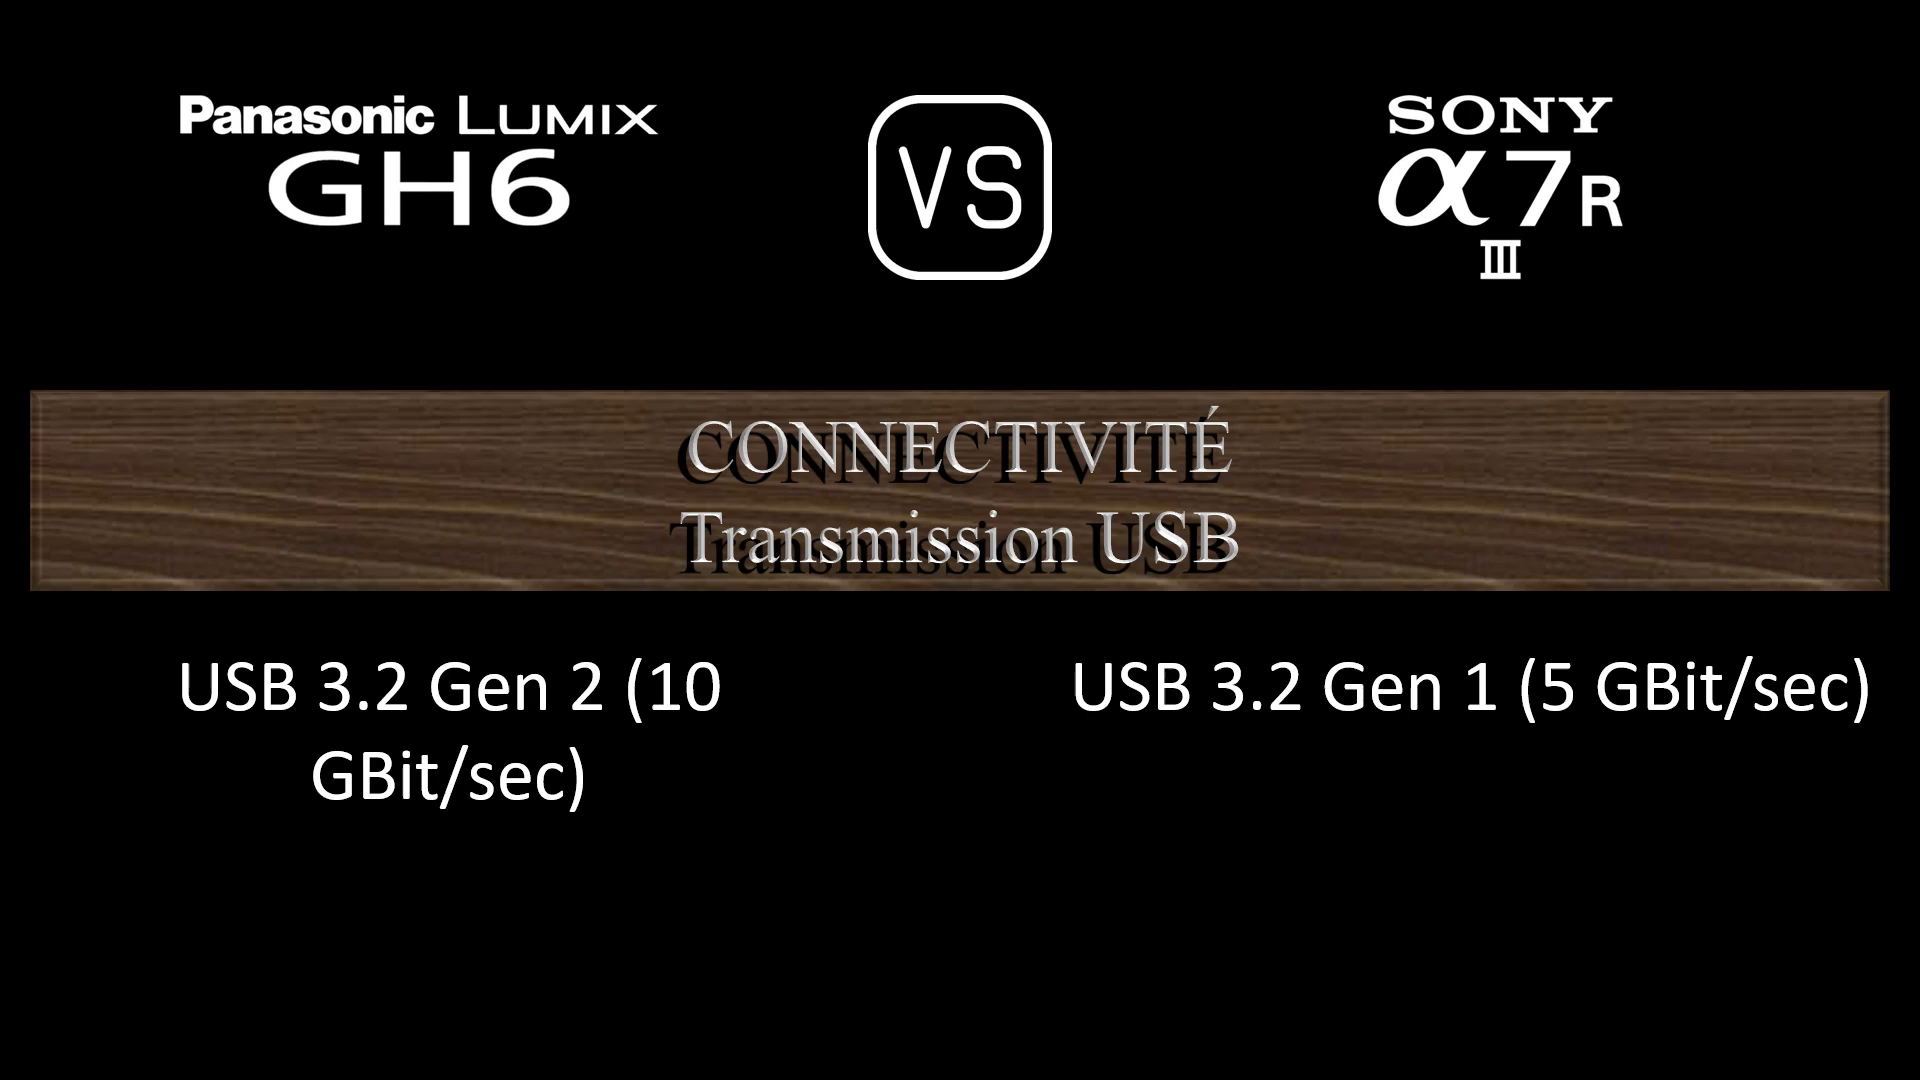 Panasonic LUMIX
GH6
VS
SONY
α7R
III
CONNECTIVITÉ
Transmission USB
USB 3.2 Gen 2 (10
GBit/sec)
USB 3.2 Gen 1 (5 GBit/sec)